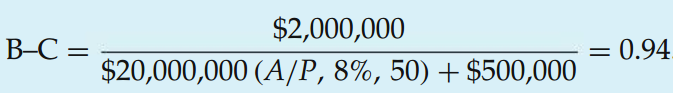 B–C = $2,000,000 / $20,000,000 (A/P, 8%, 50) + $500,000 = 0.94.